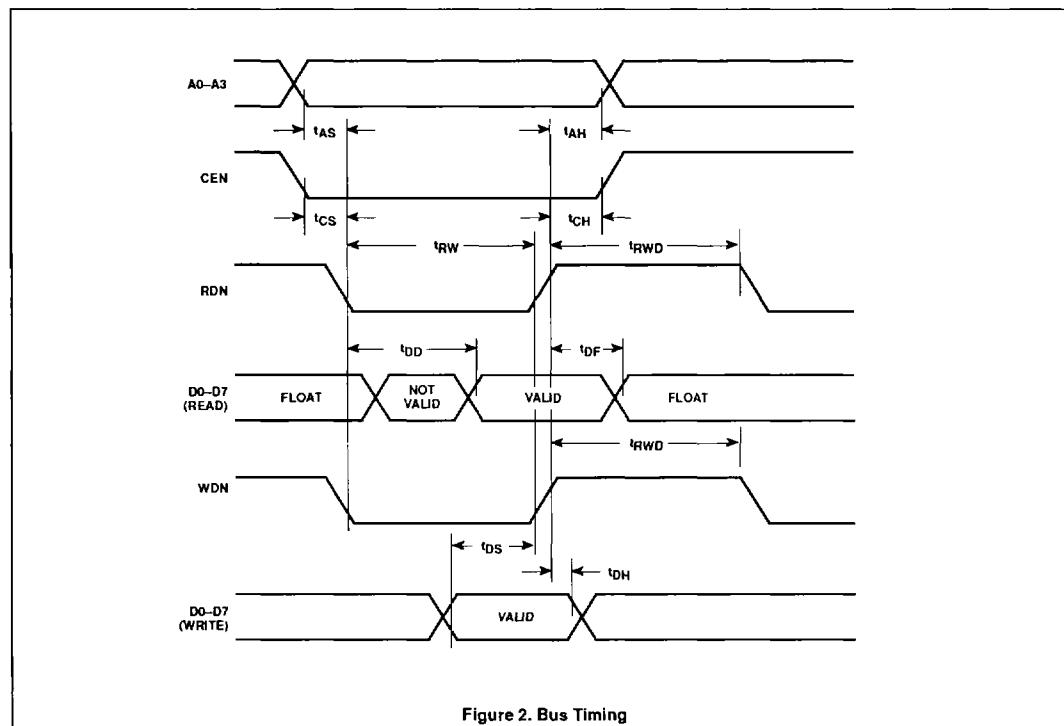 A0–A3
tAS
tAH
CEN
tCS
tCH
tRW
tRWD
RDN
tDD
tDF
D0–D7
(READ)
FLOAT
NOT
VALID
VALID
FLOAT
tRWD
WDN
tDS
tDH
D0–D7
(WRITE)
VALID
Figure 2. Bus Timing